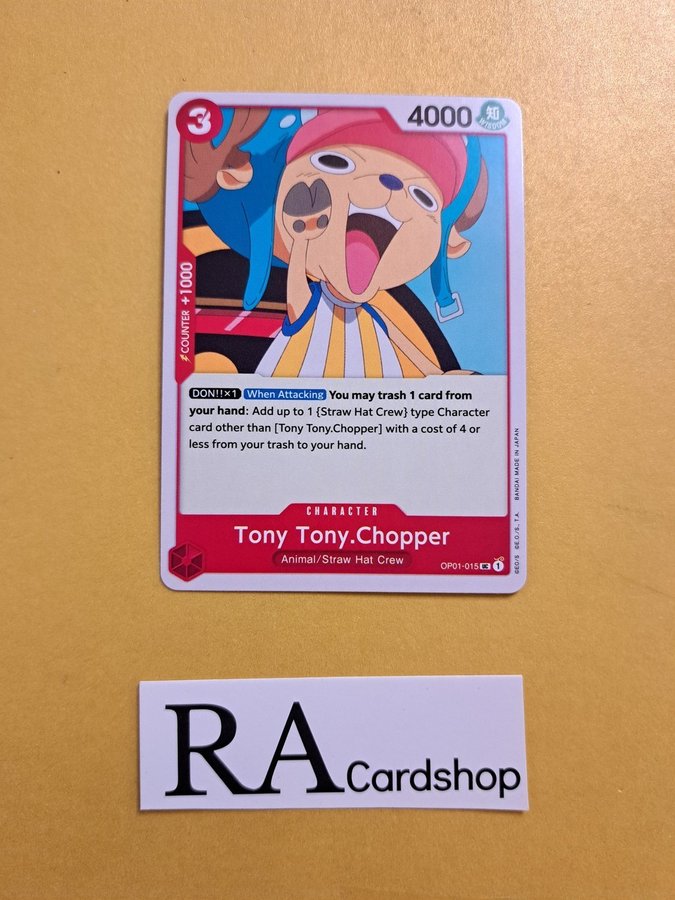 3
4000
知
WISDOM
COUNTER +1000
DON!!×1 When Attacking You may trash 1 card from
your hand: Add up to 1 {Straw Hat Crew} type Character
card other than [Tony Tony.Chopper] with a cost of 4 or
less from your trash to your hand.
©E.O/S ©E.O./S., T.A. BANDAI MADE IN JAPAN
CHARACTER
Tony Tony.Chopper
Animal/Straw Hat Crew
OP01-015 UC 1
RA Cardshop